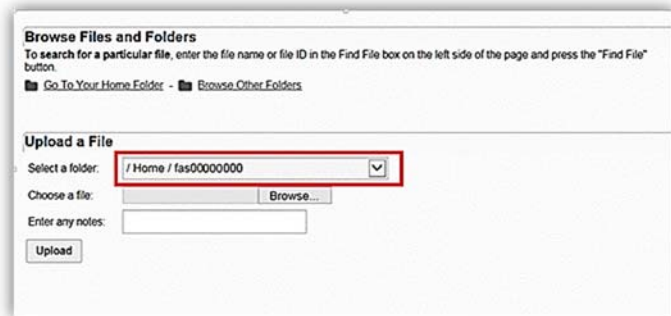 Browse Files and Folders
To search for a particular file, enter the file name or file ID in the Find File box on the left side of the page and press the "Find File"
button.
Go To Your Home Folder - Browse Other Folders
Upload a File
Select a folder: / Home / fas00000000
Choose a file: Browse...
Enter any notes:
Upload